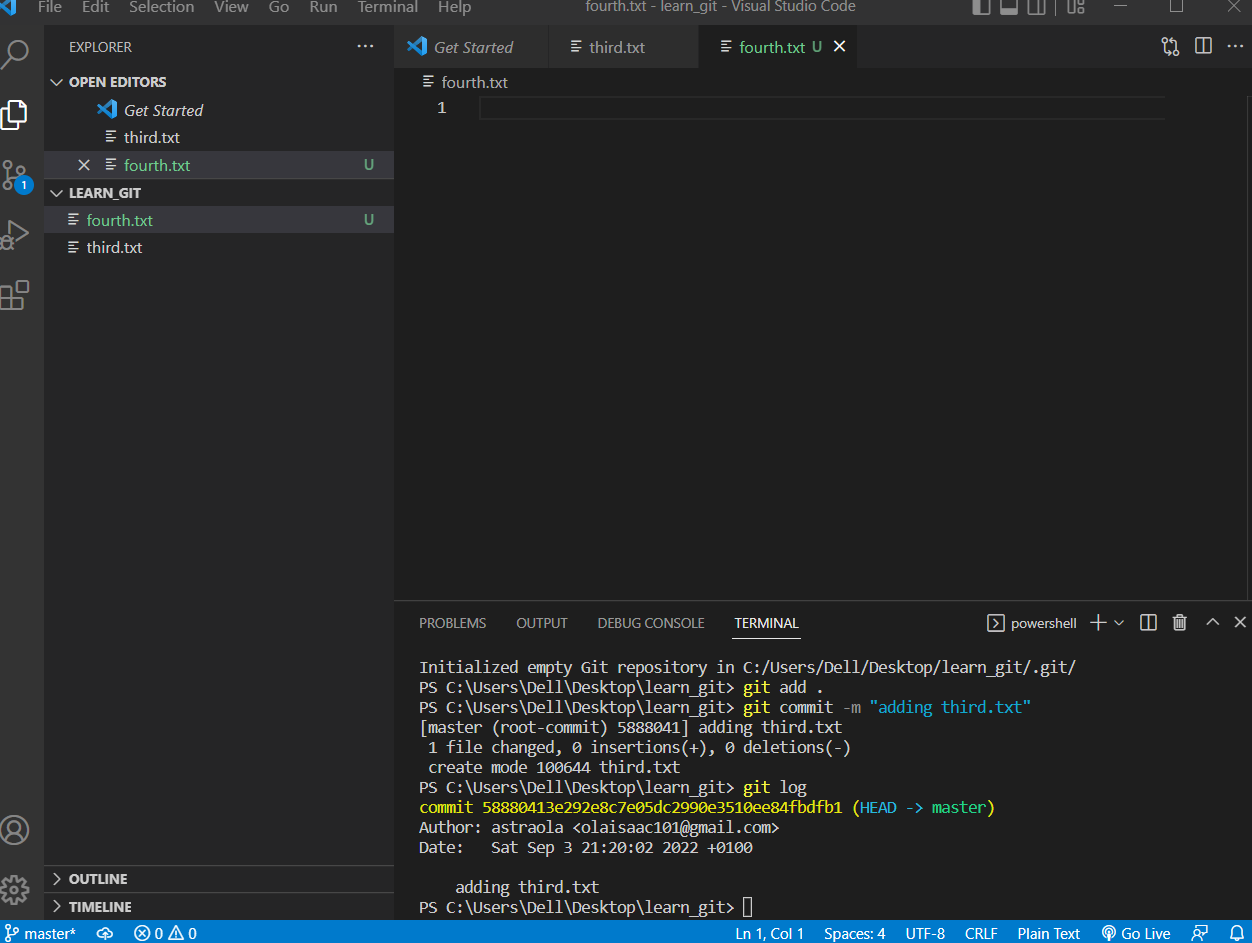 File Edit Selection View Go Run Terminal Help fourth.txt - learn_git - Visual Studio Code
EXPLORER
OPEN EDITORS
Get Started
third.txt
fourth.txt U
LEARN_GIT
fourth.txt U
third.txt
OUTLINE
TIMELINE
1
Get Started third.txt fourth.txt U
fourth.txt
1
PROBLEMS OUTPUT DEBUG CONSOLE TERMINAL powershell
Initialized empty Git repository in C:/Users/Dell/Desktop/learn_git/.git/
PS C:\Users\Dell\Desktop\learn_git> git add .
PS C:\Users\Dell\Desktop\learn_git> git commit -m "adding third.txt"
[master (root-commit) 5888041] adding third.txt
 1 file changed, 0 insertions(+), 0 deletions(-)
 create mode 100644 third.txt
PS C:\Users\Dell\Desktop\learn_git> git log
commit 58880413e292e8c7e05dc2990e3510ee84fbdfb1 (HEAD -> master)
Author: astraola <olaisaac101@gmail.com>
Date:   Sat Sep 3 21:20:02 2022 +0100
    adding third.txt
PS C:\Users\Dell\Desktop\learn_git>
master* 0 0 Ln 1, Col 1 Spaces: 4 UTF-8 CRLF Plain Text Go Live